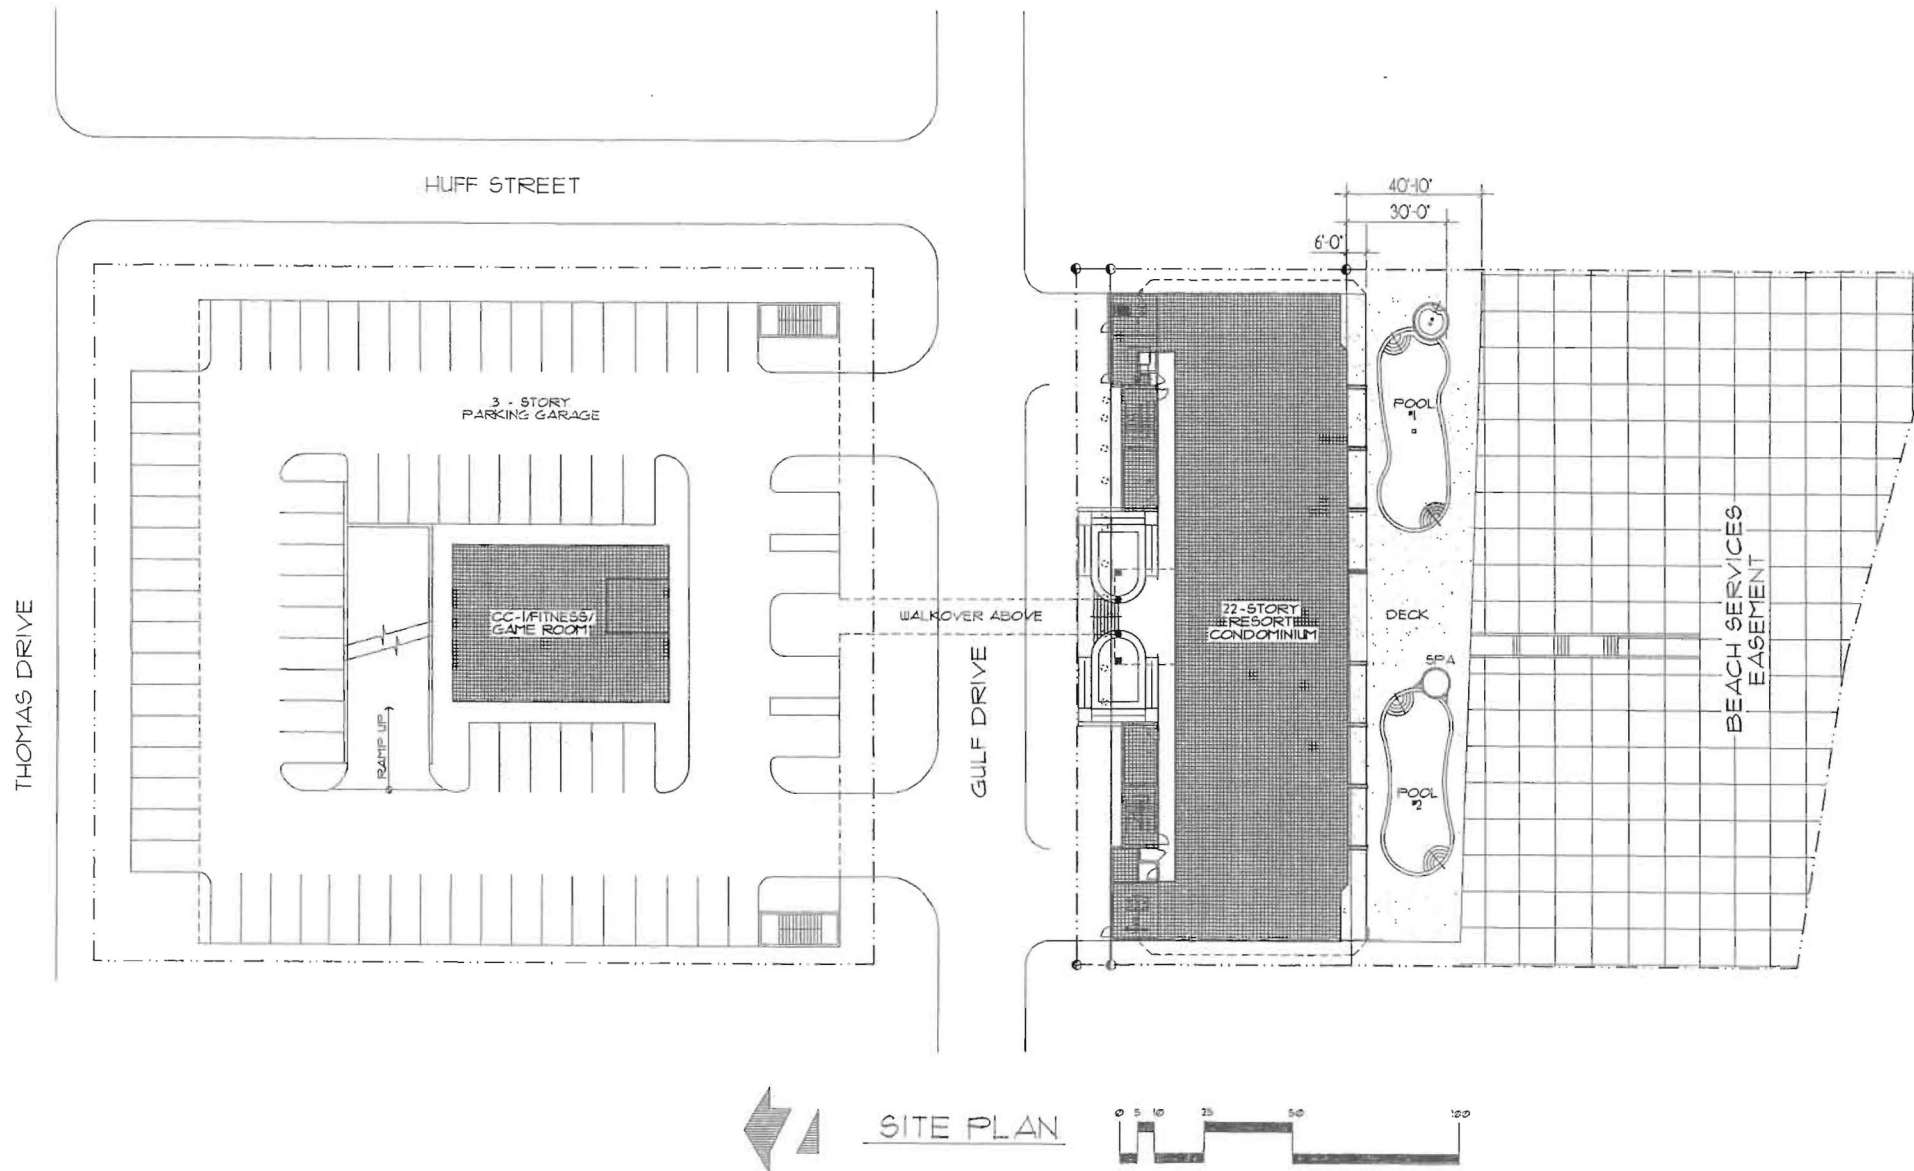 HUFF STREET
40'-10"
30'-0"
6'-0"
3 - STORY
PARKING GARAGE
POOL
#1
CC-1/FITNESS/
GAME ROOM
WALKOVER ABOVE
22-STORY
RESORT
CONDOMINIUM
DECK
SPA
BEACH SERVICES
EASEMENT
THOMAS DRIVE
GULF DRIVE
RAMP UP
POOL
#2
SITE PLAN
0 5 10 25 50 100